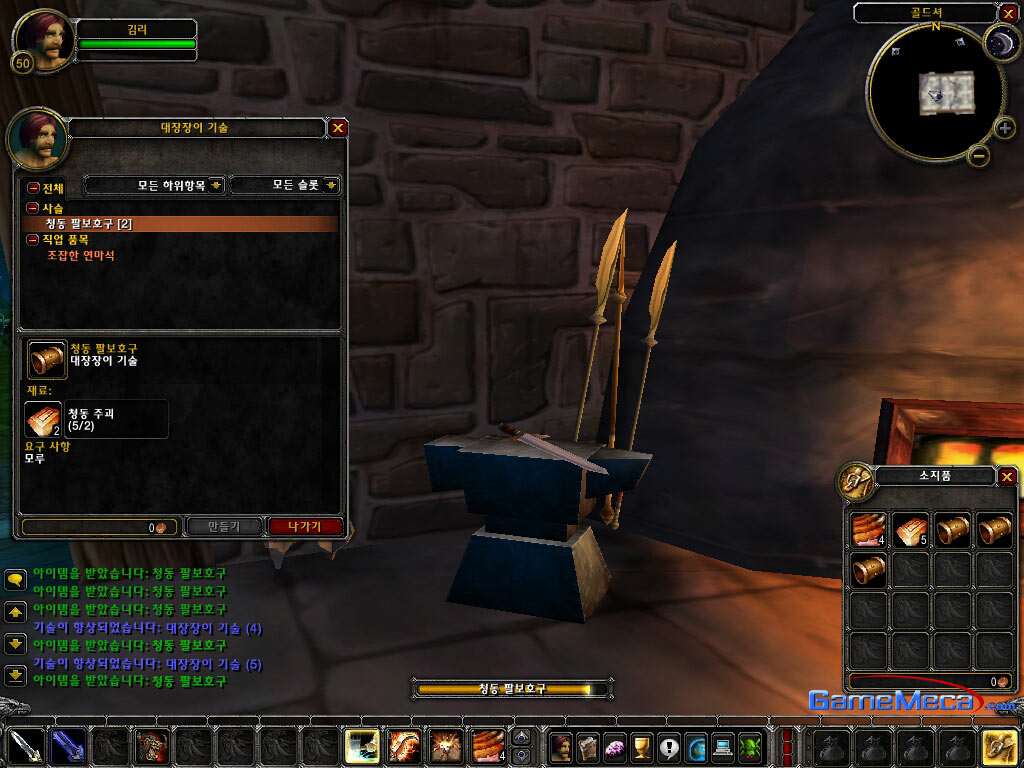 김리
50
골드셔
N
대장장이 기술
전체
모든 하위항목
모든 슬롯
사슬
청동 팔보호구 [2]
직업 품목
조잡한 연마석
청동 팔보호구
대장장이 기술
재료:
2
청동 주괴
(5/2)
요구 사항
모루
0
만들기
나가기
소지품
4
5
0
아이템을 받았습니다: 청동 팔보호구
아이템을 받았습니다: 청동 팔보호구
아이템을 받았습니다: 청동 팔보호구
기술이 향상되었습니다: 대장장이 기술 (4)
아이템을 받았습니다: 청동 팔보호구
기술이 향상되었습니다: 대장장이 기술 (5)
아이템을 받았습니다: 청동 팔보호구
청동 팔보호구
GameMeca.com
4